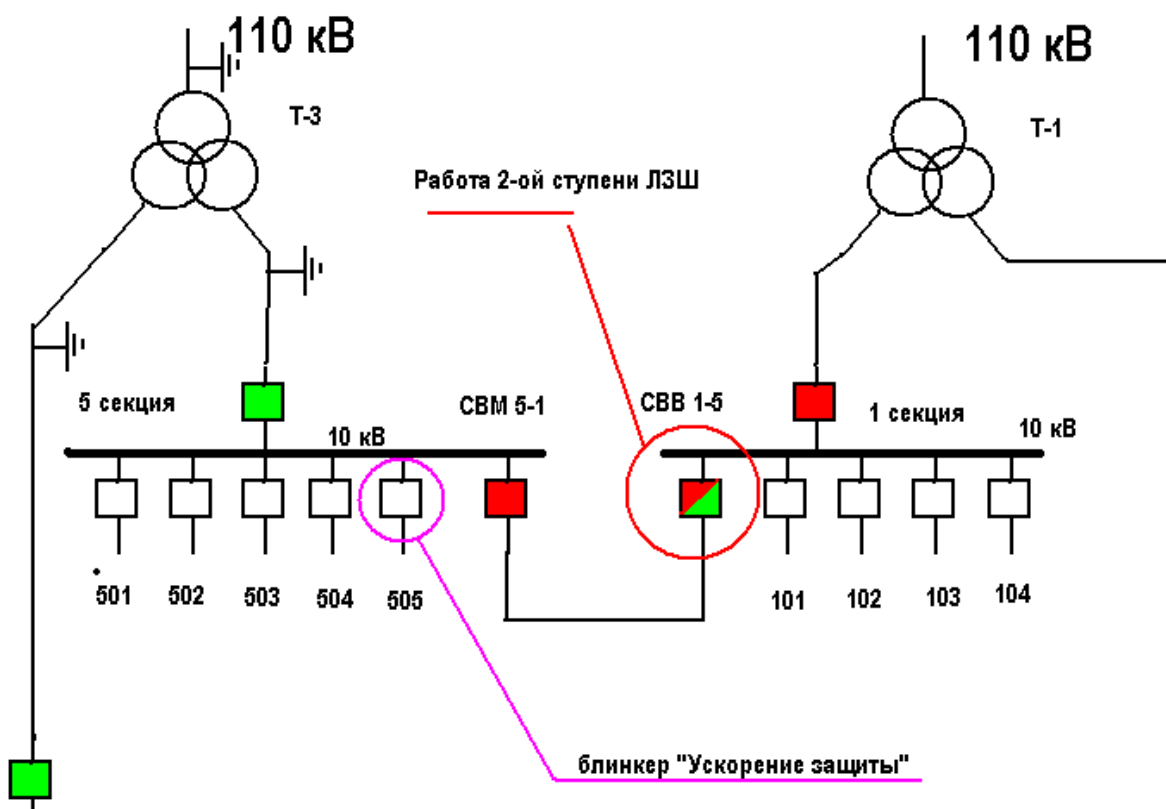 110 кВ
110 кВ
Т-3
Т-1
Работа 2-ой ступени ЛЗШ
5 секция
СВМ 5-1
СВВ 1-5
1 секция
10 кВ
10 кВ
501
502
503
504
505
101
102
103
104
блинкер "Ускорение защиты"